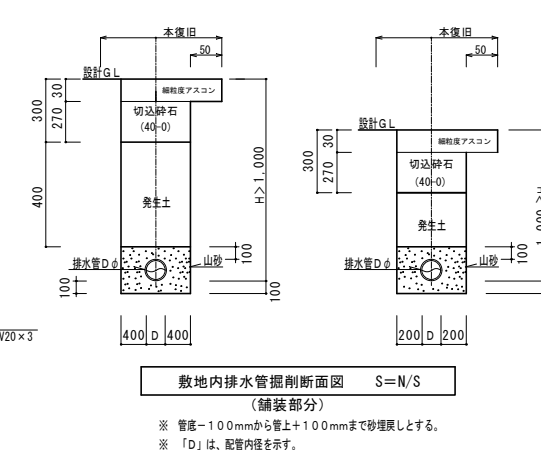 本復旧
50
設計GL
細粒度アスコン
切込砕石
(40-0)
発生土
排水管Dφ
山砂
300
30
270
400
100
100
100
H>1,000
400 D 400
本復旧
50
設計GL
細粒度アスコン
切込砕石
(40-0)
発生土
排水管Dφ
山砂
300
30
270
100
200 D 200
W20×3
敷地内排水管掘削断面図 S=N/S
(舗装部分)
※ 管底-100mmから管上+100mmまで砂埋戻しとする。
※ 「D」は、配管内径を示す。